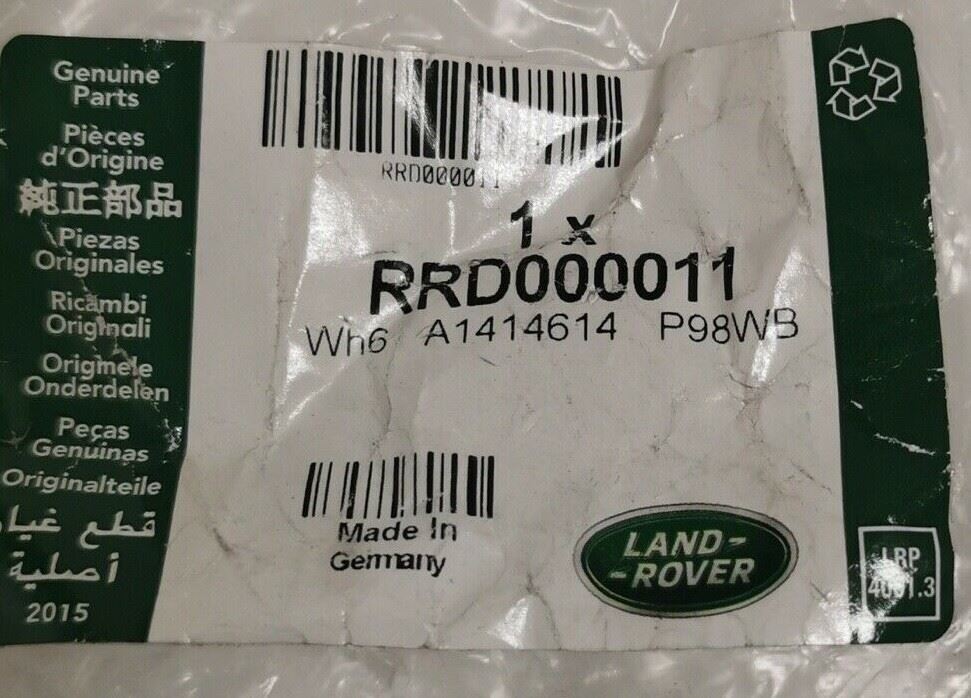 Genuine
Parts
Pièces
d'Origine
純正部品
Piezas
Originales
Ricambi
Originali
Originele
Onderdelen
Peças
Genuinas
Originalteile
قطع غيار
أصلية
2015
RRD000011
1 x
RRD000011
Wh6 A1414614 P98WB
Made In
Germany
LAND-
-ROVER
LRP
4001.3